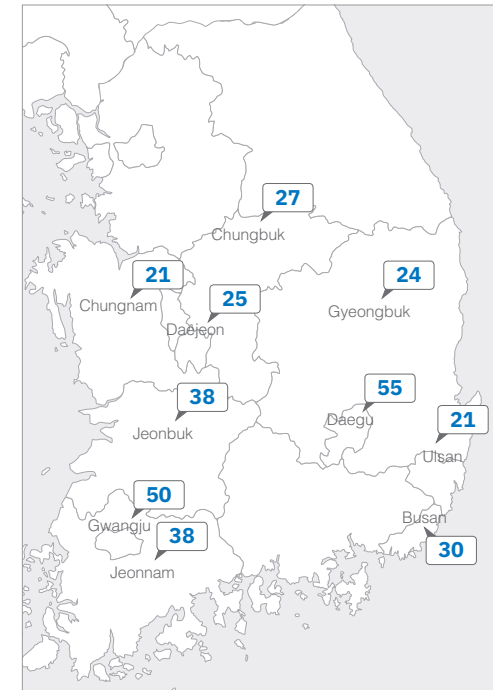 27
Chungbuk
21
Chungnam
25
Daejeon
24
Gyeongbuk
38
Jeonbuk
55
Daegu
21
Ulsan
50
Gwangju
38
Jeonnam
Busan
30